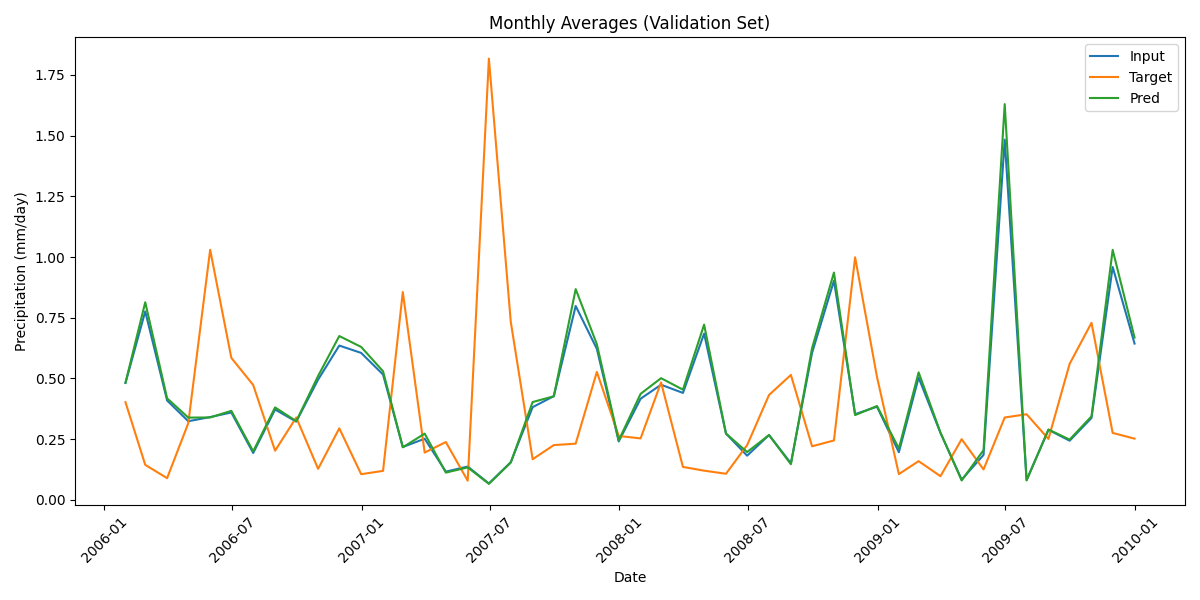 Monthly Averages (Validation Set)
Input
Target
Pred
Precipitation (mm/day)
1.75
1.50
1.25
1.00
0.75
0.50
0.25
0.00
2006-01
2006-07
2007-01
2007-07
2008-01
2008-07
2009-01
2009-07
2010-01
Date